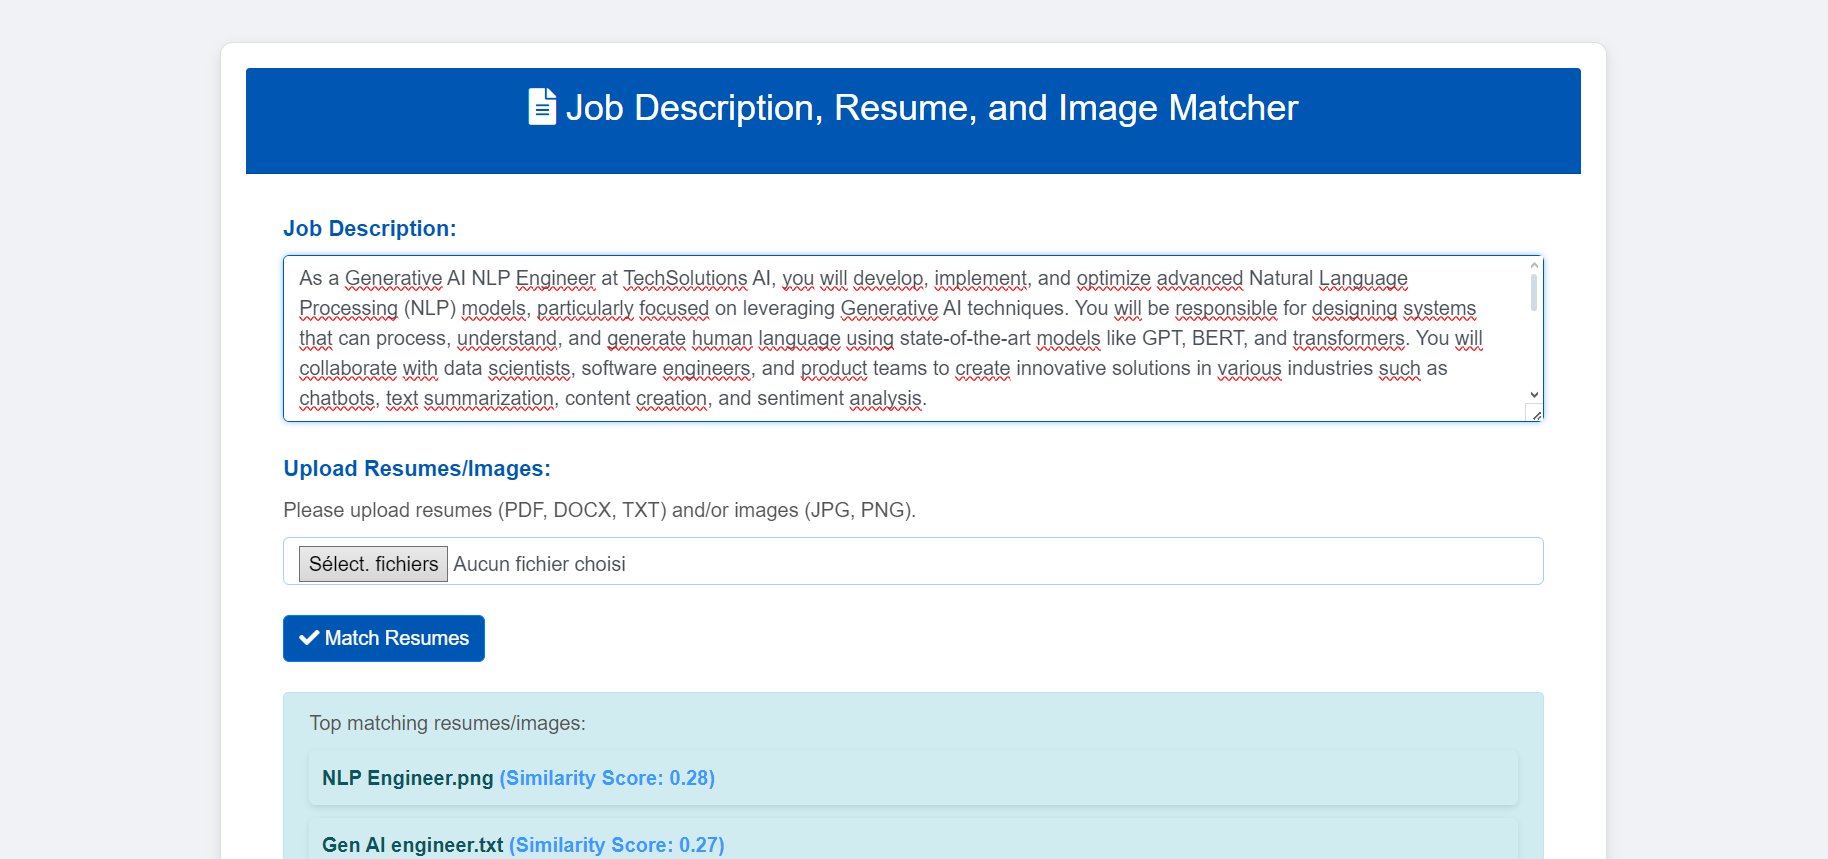 Job Description, Resume, and Image Matcher
Job Description:
As a Generative AI NLP Engineer at TechSolutions AI, you will develop, implement, and optimize advanced Natural Language
Processing (NLP) models, particularly focused on leveraging Generative AI techniques. You will be responsible for designing systems
that can process, understand, and generate human language using state-of-the-art models like GPT, BERT, and transformers. You will
collaborate with data scientists, software engineers, and product teams to create innovative solutions in various industries such as
chatbots, text summarization, content creation, and sentiment analysis.
Upload Resumes/Images:
Please upload resumes (PDF, DOCX, TXT) and/or images (JPG, PNG).
Sélect. fichiers Aucun fichier choisi
Match Resumes
Top matching resumes/images:
NLP Engineer.png (Similarity Score: 0.28)
Gen AI engineer.txt (Similarity Score: 0.27)